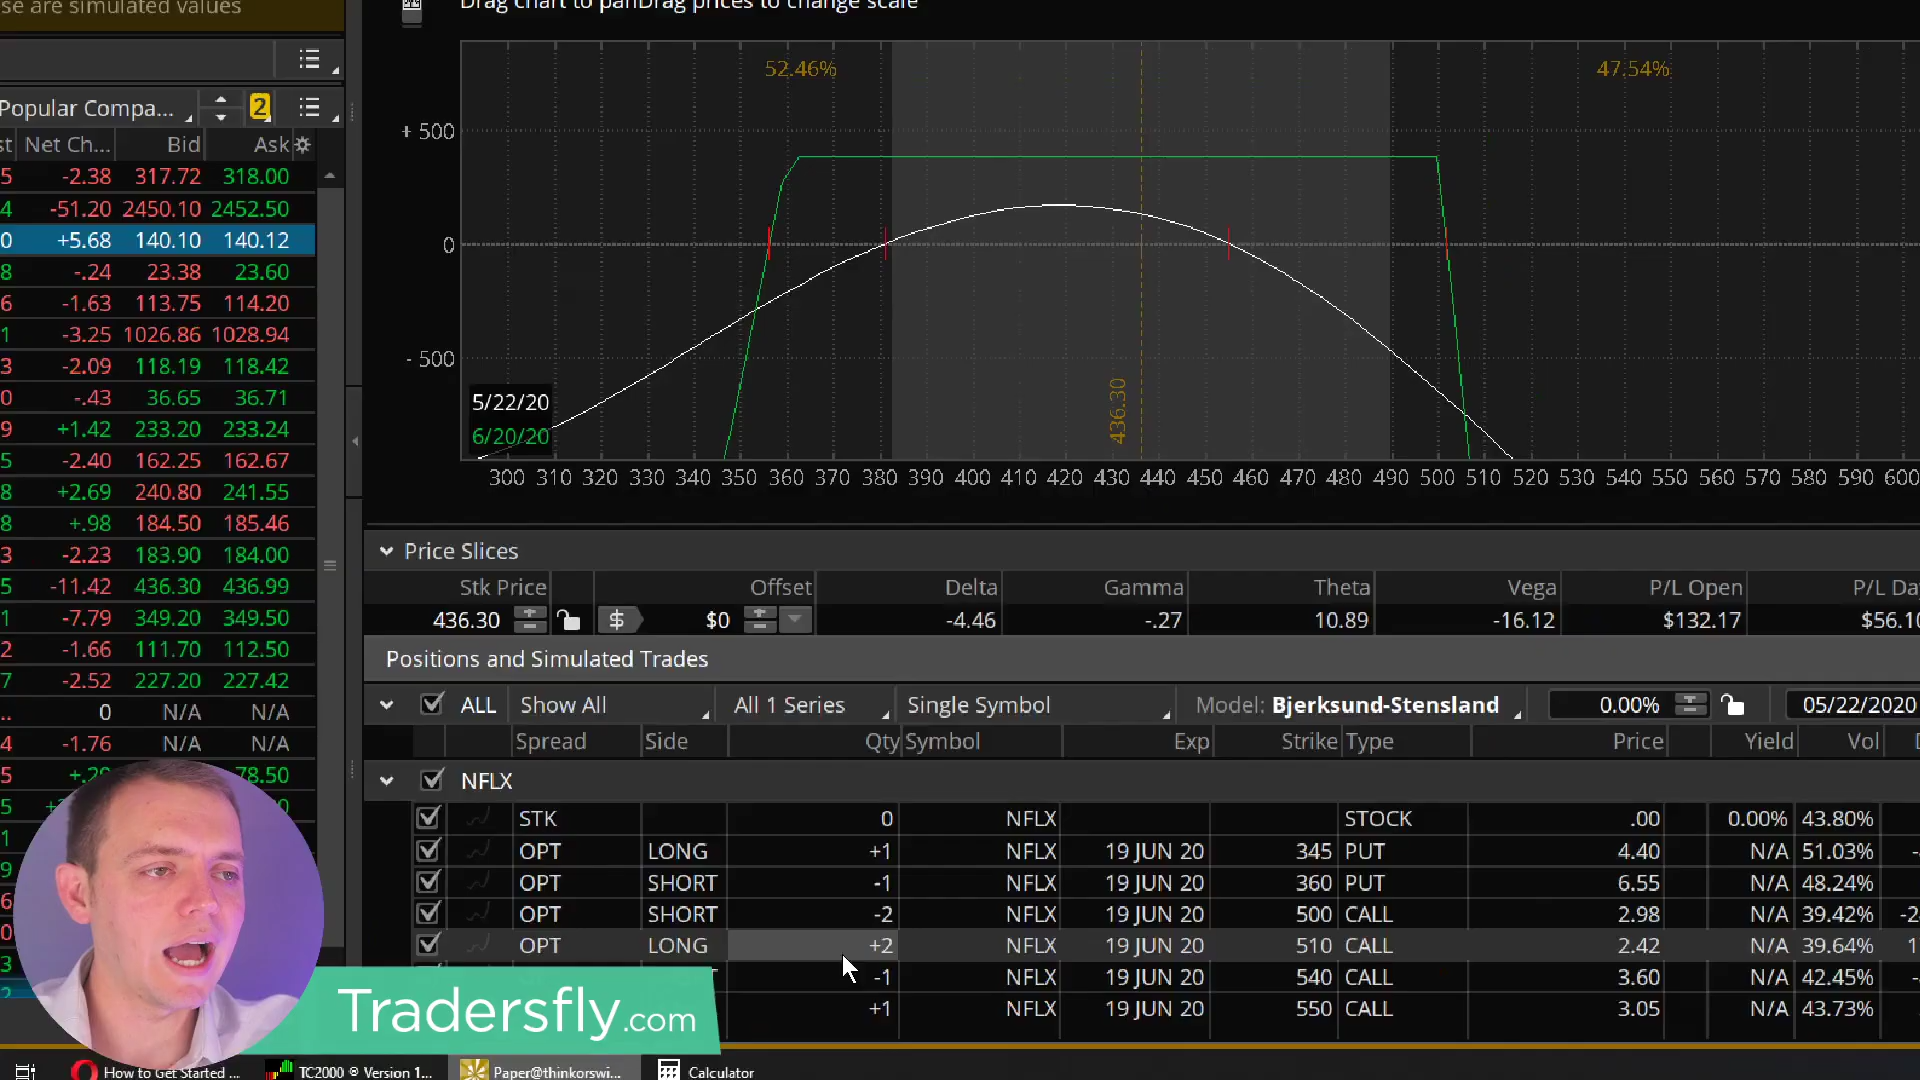 se are simulated values
Drag chart to panDrag prices to change scale
52.46% 47.54%
Popular Compa... 2
st Net Ch... Bid Ask
+ 500
5 -2.38 317.72 318.00
4 -51.20 2450.10 2452.50
0 +5.68 140.10 140.12
0
8 -.24 23.38 23.60
6 -1.63 113.75 114.20
1 -3.25 1026.86 1028.94
- 500
3 -2.09 118.19 118.42
0 -.43 36.65 36.71
5/22/20
436.30
9 +1.42 233.20 233.24
6/20/20
5 -2.40 162.25 162.67
300 310 320 330 340 350 360 370 380 390 400 410 420 430 440 450 460 470 480 490 500 510 520 530 540 550 560 570 580 590 600
8 +2.69 240.80 241.55
8 +.98 184.50 185.46
3 -2.23 183.90 184.00
5 -11.42 436.30 436.99
1 -7.79 349.20 349.50
2 -1.66 111.70 112.50
7 -2.52 227.20 227.42
.. 0 N/A N/A
4 -1.76 N/A N/A
5 +.29 78.50
Price Slices
Stk Price Offset Delta Gamma Theta Vega P/L Open P/L Da
436.30 $ $0 -4.46 -.27 10.89 -16.12 $132.17 $56.10
Positions and Simulated Trades
ALL Show All All 1 Series Single Symbol Model: Bjerksund-Stensland 0.00% 05/22/2020
Spread Side Qty Symbol Exp Strike Type Price Yield Vol
NFLX
STK 0 NFLX STOCK .00 0.00% 43.80%
OPT LONG +1 NFLX 19 JUN 20 345 PUT 4.40 N/A 51.03%
OPT SHORT -1 NFLX 19 JUN 20 360 PUT 6.55 N/A 48.24%
OPT SHORT -2 NFLX 19 JUN 20 500 CALL 2.98 N/A 39.42% -2
OPT LONG +2 NFLX 19 JUN 20 510 CALL 2.42 N/A 39.64% 1
-1 NFLX 19 JUN 20 540 CALL 3.60 N/A 42.45%
+1 NFLX 19 JUN 20 550 CALL 3.05 N/A 43.73%
Tradersfly.com
How to Get Started ... TC2000 ® Version 1... Paper@thinkorswi... Calculator